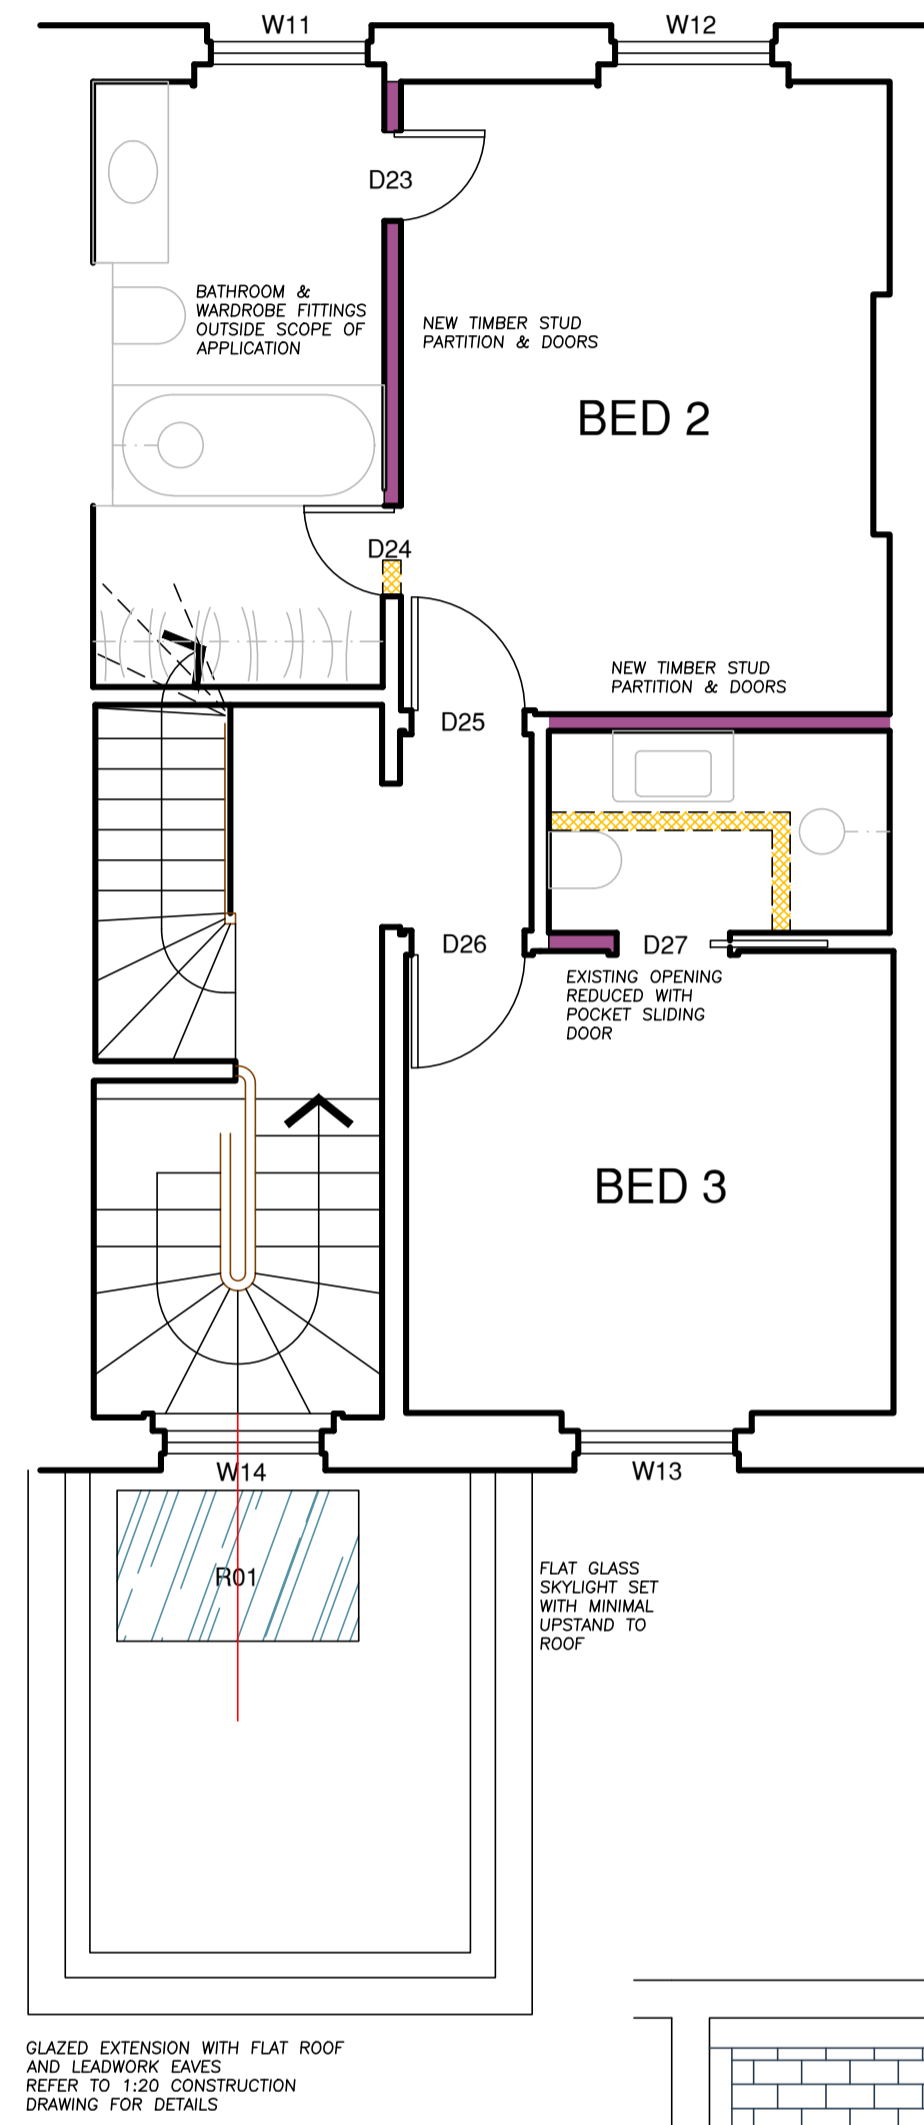 W11
W12
D23
BATHROOM &
WARDROBE FITTINGS
OUTSIDE SCOPE OF
APPLICATION
NEW TIMBER STUD
PARTITION & DOORS
BED 2
D24
NEW TIMBER STUD
PARTITION & DOORS
D25
D26
D27
EXISTING OPENING
REDUCED WITH
POCKET SLIDING
DOOR
BED 3
W14
W13
R01
FLAT GLASS
SKYLIGHT SET
WITH MINIMAL
UPSTAND TO
ROOF
GLAZED EXTENSION WITH FLAT ROOF
AND LEADWORK EAVES
REFER TO 1:20 CONSTRUCTION
DRAWING FOR DETAILS